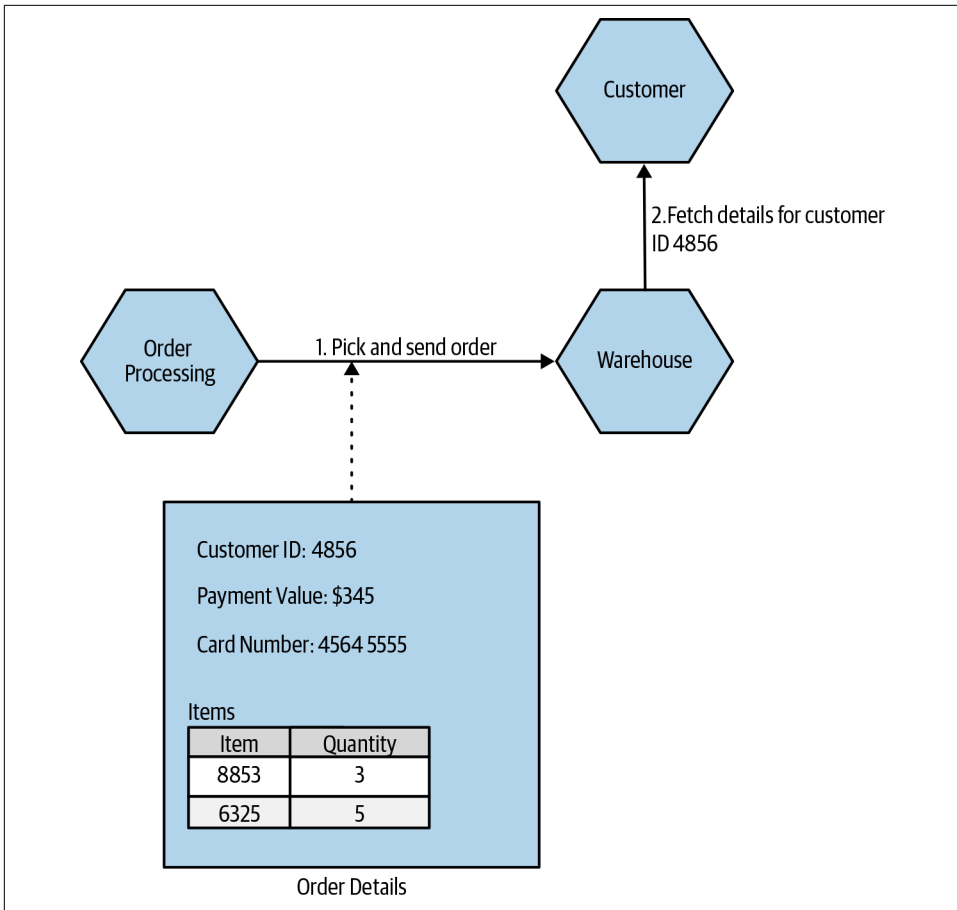 Customer
2.Fetch details for customer
ID 4856
Order
Processing
1. Pick and send order
Warehouse
Customer ID: 4856
Payment Value: $345
Card Number: 4564 5555
Items
Item Quantity
8853 3
6325 5
Order Details